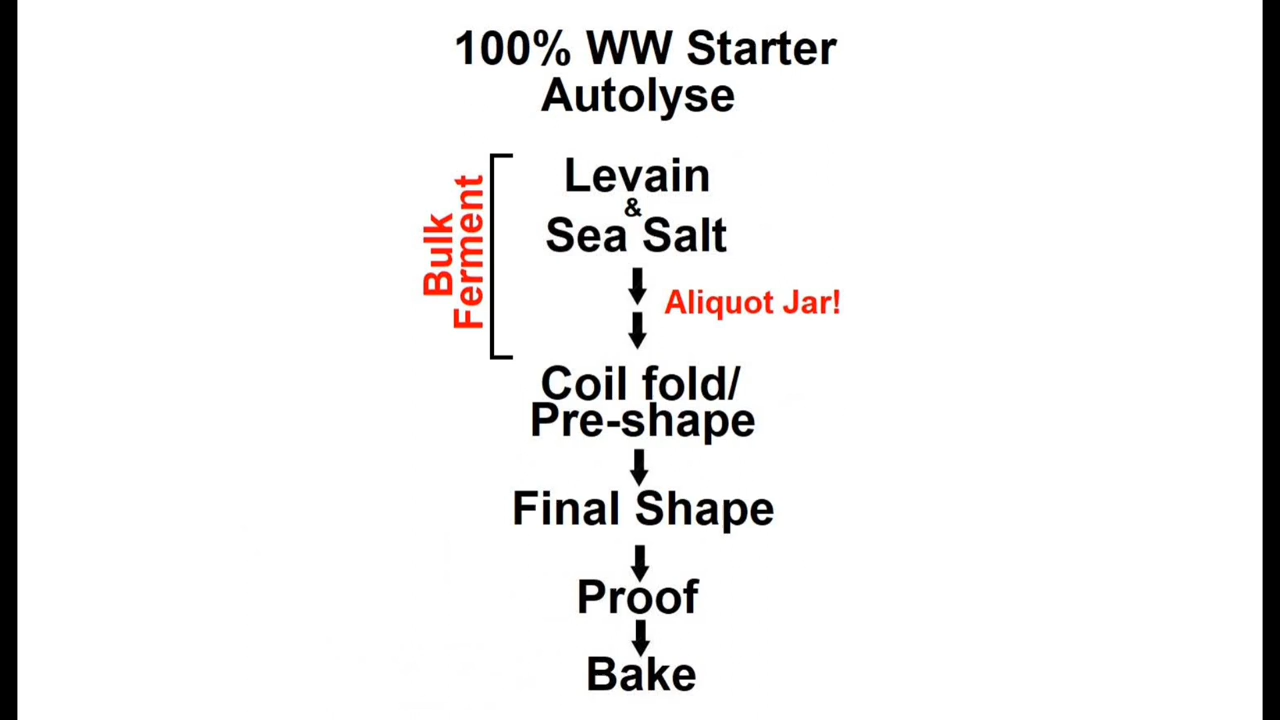 100% WW Starter
Autolyse
Bulk
Ferment
Levain
&
Sea Salt
Aliquot Jar!
Coil fold/
Pre-shape
Final Shape
Proof
Bake